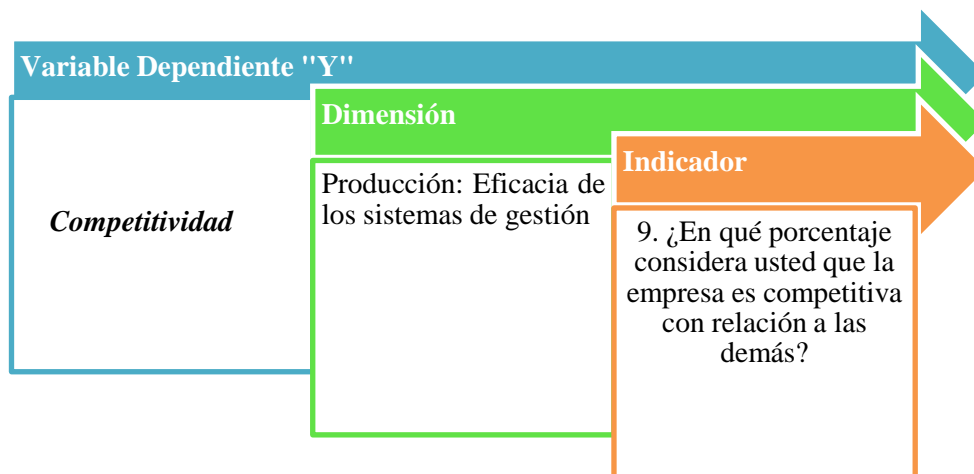 Variable Dependiente "Y"
Competitividad
Dimensión
Producción: Eficacia de
los sistemas de gestión
Indicador
9. ¿En qué porcentaje
considera usted que la
empresa es competitiva
con relación a las
demás?